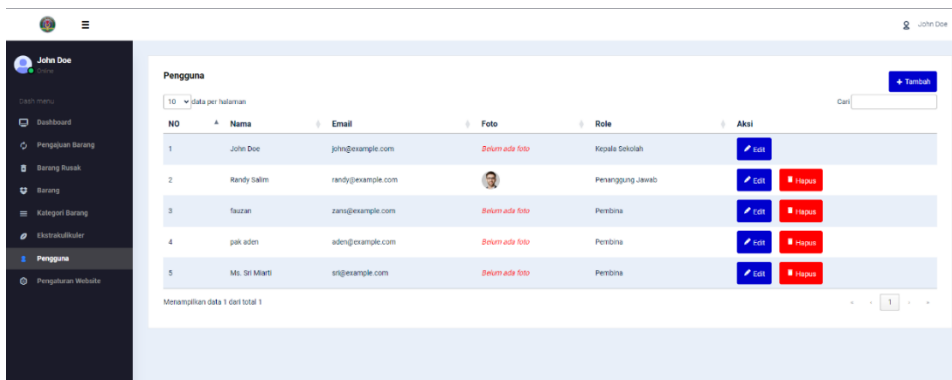 John Doe
John Doe
Online
Dash menu
Dashboard
Pengajuan Barang
Barang Rusak
Barang
Kategori Barang
Ekstrakulikuler
Pengguna
Pengaturan Website
Pengguna
+ Tambah
10 data per halaman
Cari
NO Nama Email Foto Role Aksi
1 John Doe john@example.com Belum ada foto Kepala Sekolah Edit
2 Randy Salim randy@example.com Penanggung Jawab Edit Hapus
3 fauzan zans@example.com Belum ada foto Pembina Edit Hapus
4 pak aden aden@example.com Belum ada foto Pembina Edit Hapus
5 Ms. Sri Miarti sri@example.com Belum ada foto Pembina Edit Hapus
Menampilkan data 1 dari total 1
« ‹ 1 › »